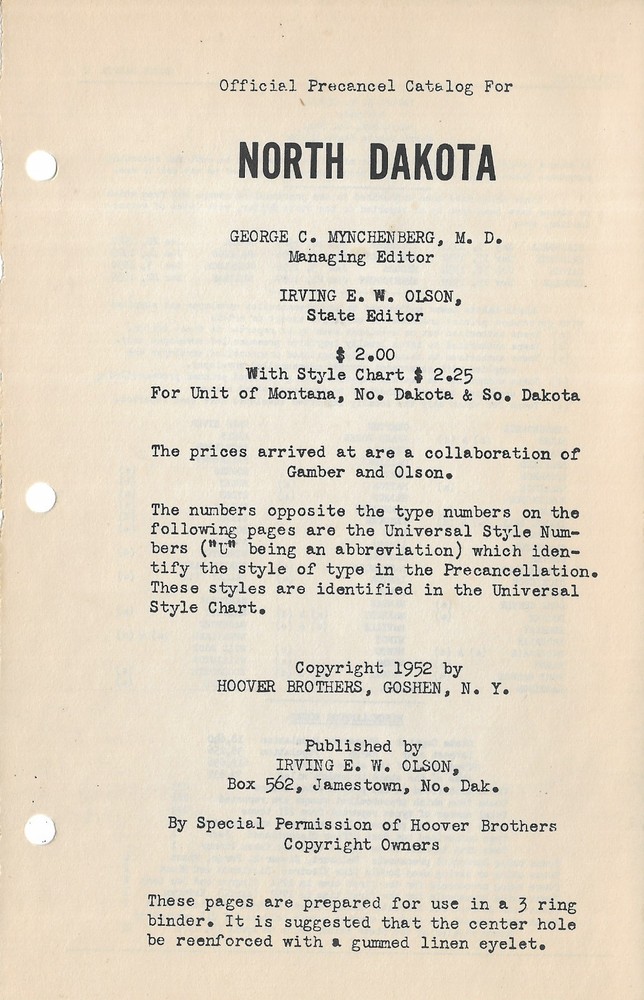 Official Precancel Catalog For
NORTH DAKOTA
GEORGE C. MYNCHENBERG, M. D.
Managing Editor
IRVING E. W. OLSON,
State Editor
$ 2.00
With Style Chart $ 2.25
For Unit of Montana, No. Dakota & So. Dakota
The prices arrived at are a collaboration of
Gamber and Olson.
The numbers opposite the type numbers on the
following pages are the Universal Style Num-
bers ("U" being an abbreviation) which iden-
tify the style of type in the Precancellation.
These styles are identified in the Universal
Style Chart.
Copyright 1952 by
HOOVER BROTHERS, GOSHEN, N. Y.
Published by
IRVING E. W. OLSON,
Box 562, Jamestown, No. Dak.
By Special Permission of Hoover Brothers
Copyright Owners
These pages are prepared for use in a 3 ring
binder. It is suggested that the center hole
be reenforced with a gummed linen eyelet.